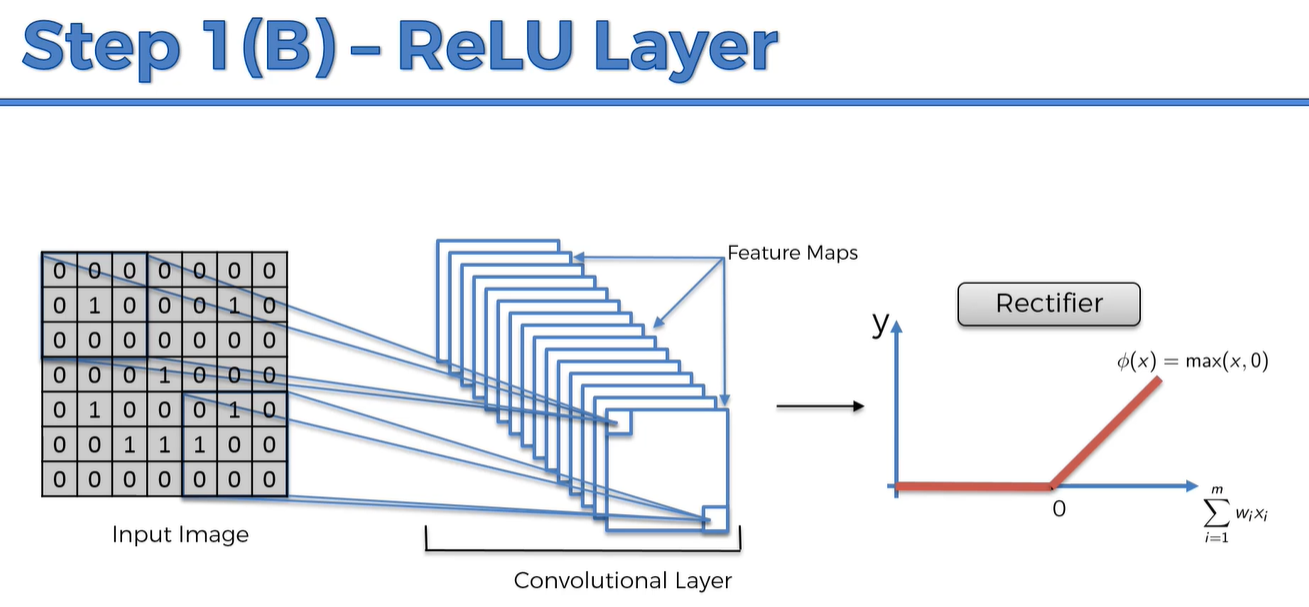 Step 1(B) – ReLU Layer
0 0 0 0 0 0 0
0 1 0 0 0 1 0
0 0 0 0 0 0 0
0 0 0 1 0 0 0
0 1 0 0 0 1 0
0 0 1 1 1 0 0
0 0 0 0 0 0 0
Input Image
Feature Maps
Convolutional Layer
Rectifier
y
ϕ(x) = max(x, 0)
0
m
∑ wᵢxᵢ
i=1